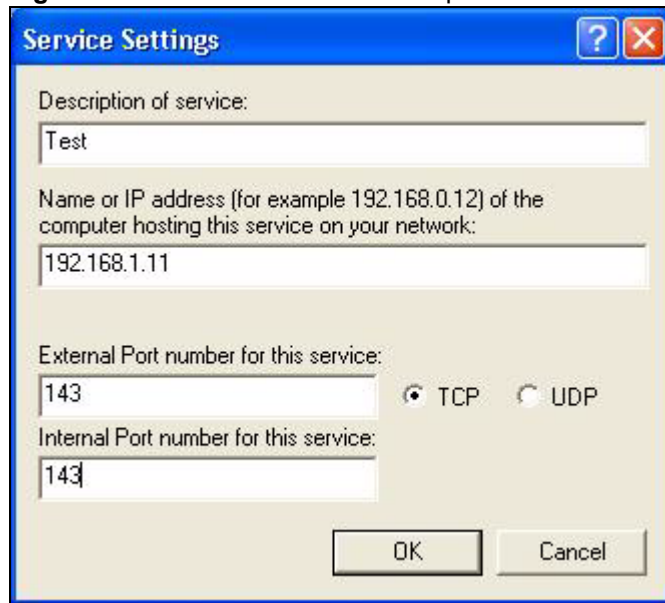 Service Settings
Description of service:
Test
Name or IP address (for example 192.168.0.12) of the
computer hosting this service on your network:
192.168.1.11
External Port number for this service:
143
TCP UDP
Internal Port number for this service:
143
OK Cancel